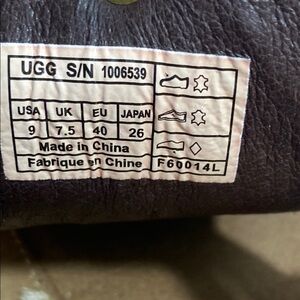 UGG S/N 1006539
USA UK EU JAPAN
9 7.5 40 26
Made in China
Fabrique en Chine F60014L